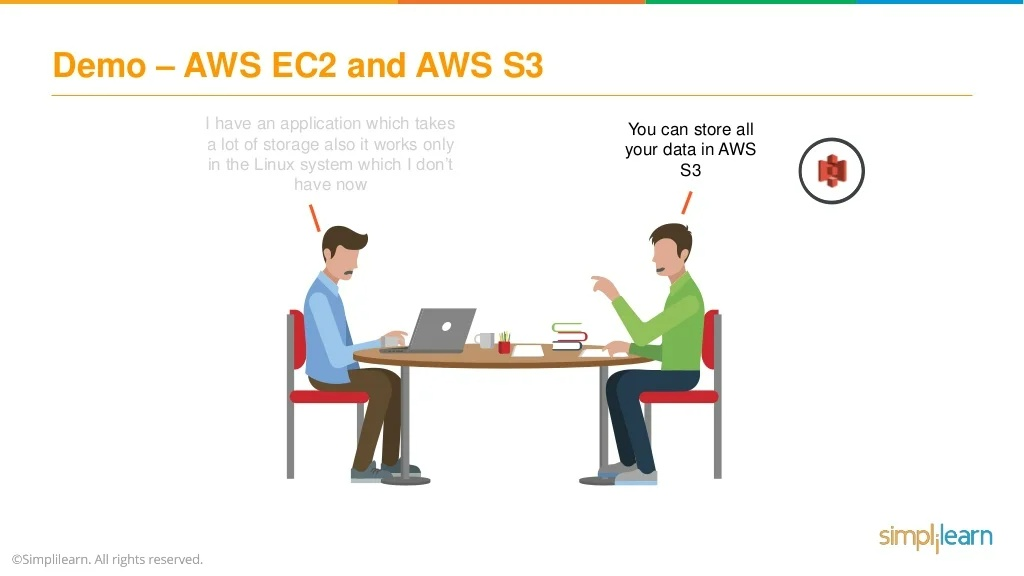 Demo – AWS EC2 and AWS S3
I have an application which takes
a lot of storage also it works only
in the Linux system which I don't
have now
You can store all
your data in AWS
S3
©Simplilearn. All rights reserved.
simplilearn